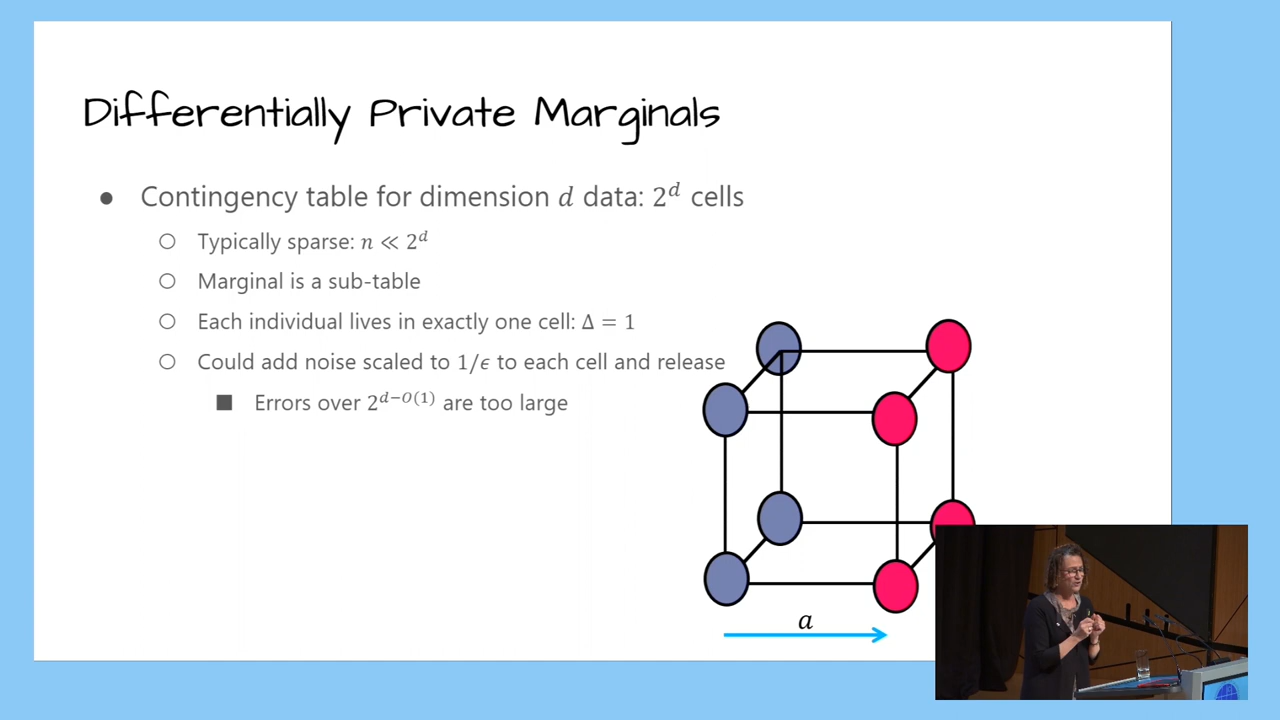 Differentially Private Marginals
● Contingency table for dimension d data: 2^d cells
○ Typically sparse: n ≪ 2^d
○ Marginal is a sub-table
○ Each individual lives in exactly one cell: Δ = 1
○ Could add noise scaled to 1/ϵ to each cell and release
■ Errors over 2^{d−O(1)} are too large
a